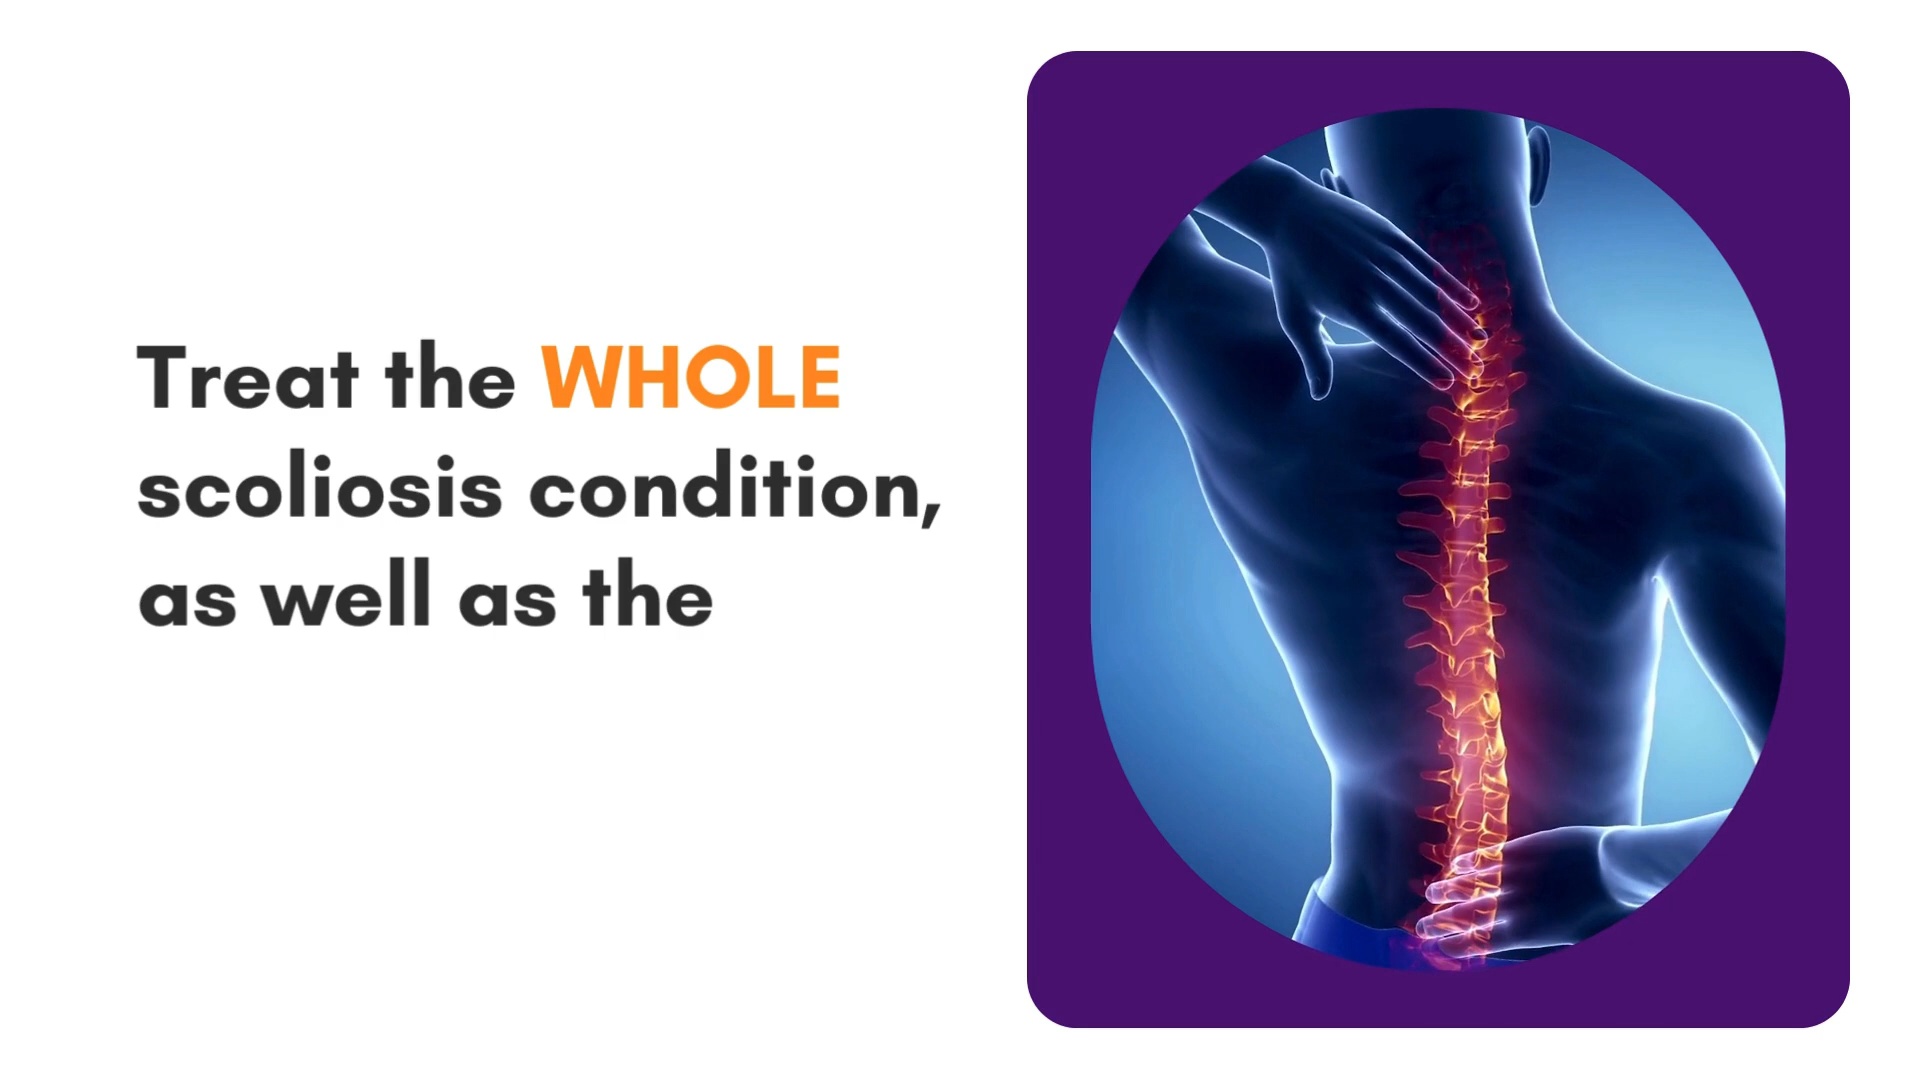 Treat the WHOLE
scoliosis condition,
as well as the